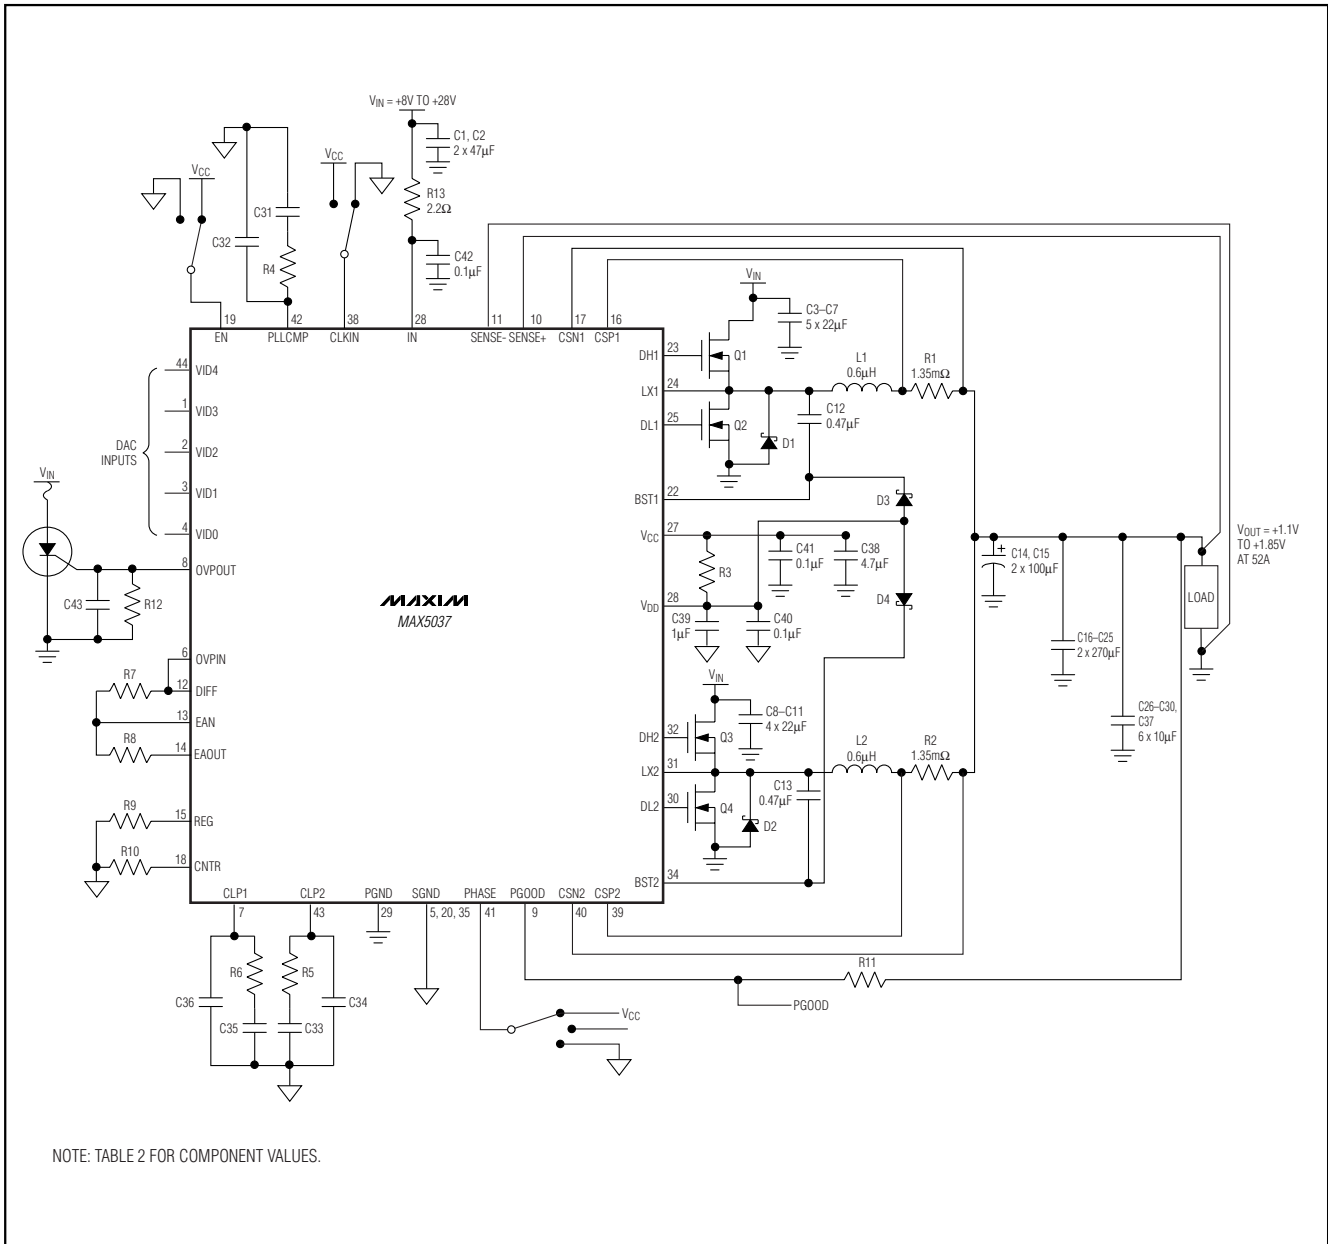 VIN = +8V TO +28V
C1, C2
2 x 47µF
VCC
VCC
R13
2.2Ω
C31
C32
R4
C42
0.1µF
VIN
C3–C7
5 x 22µF
19
42
38
28
11
10
17
16
EN
PLLCMP
CLKIN
IN
SENSE-
SENSE+
CSN1
CSP1
44
VID4
1
VID3
2
VID2
3
VID1
4
VID0
DAC
INPUTS
VIN
8
OVPOUT
C43
R12
6
OVPIN
R7
12
DIFF
13
EAN
R8
14
EAOUT
R9
15
REG
R10
18
CNTR
MAXIM
MAX5037
DH1
23
Q1
LX1
24
L1
0.6µH
R1
1.35mΩ
DL1
25
Q2
D1
C12
0.47µF
BST1
22
D3
VCC
27
R3
C41
0.1µF
C38
4.7µF
VDD
28
D4
C39
1µF
C40
0.1µF
VIN
C8–C11
4 x 22µF
DH2
32
Q3
LX2
31
L2
0.6µH
R2
1.35mΩ
DL2
30
Q4
D2
C13
0.47µF
BST2
34
C14, C15
2 x 100µF
+
C16–C25
2 x 270µF
C26–C30,
C37
6 x 10µF
VOUT = +1.1V
TO +1.85V
AT 52A
LOAD
CLP1
CLP2
PGND
SGND
PHASE
PGOOD
CSN2
CSP2
7
43
29
5, 20, 35
41
9
40
39
R6
R5
C36
C34
C35
C33
R11
PGOOD
VCC
NOTE: TABLE 2 FOR COMPONENT VALUES.